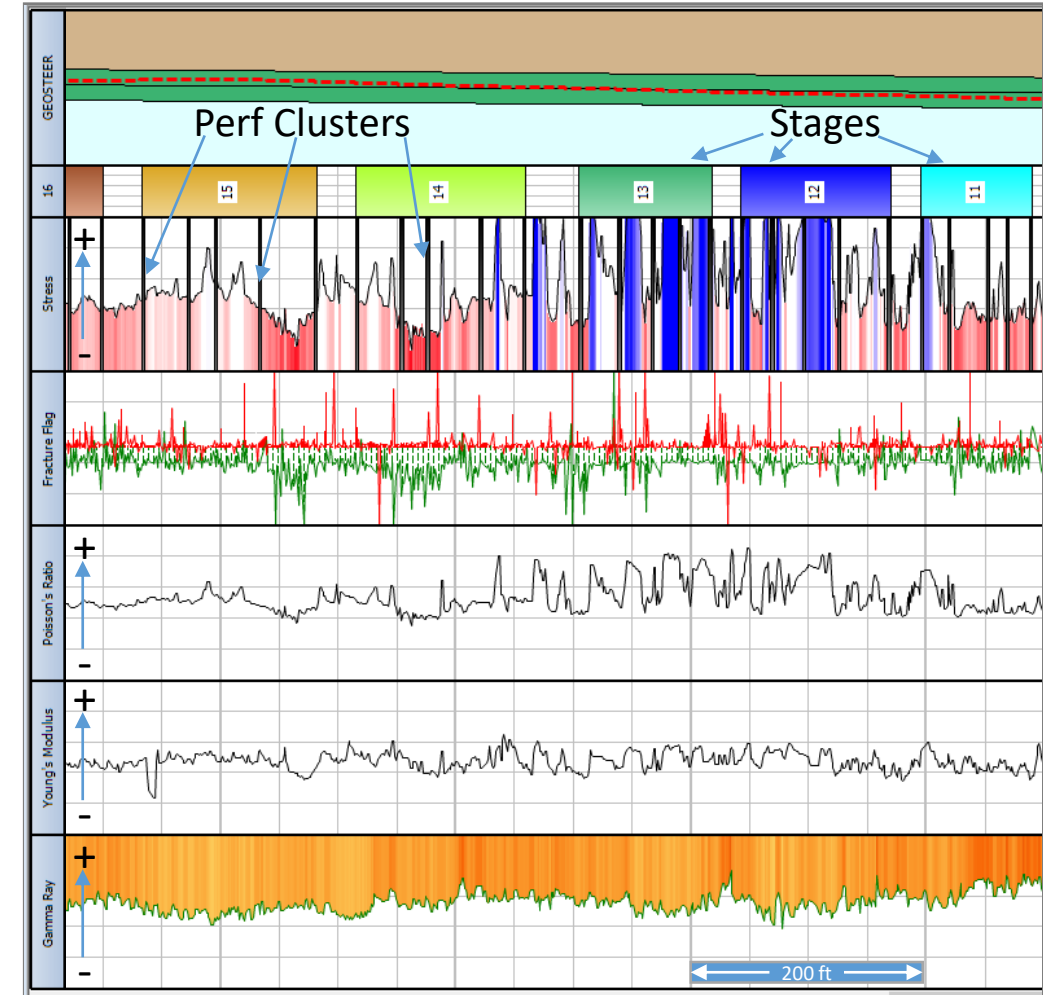 GEOSTEER
Perf Clusters
Stages
16
15
14
13
12
11
Stress
+
-
Fracture Flag
Poisson's Ratio
+
-
Young's Modulus
+
-
Gamma Ray
+
-
200 ft